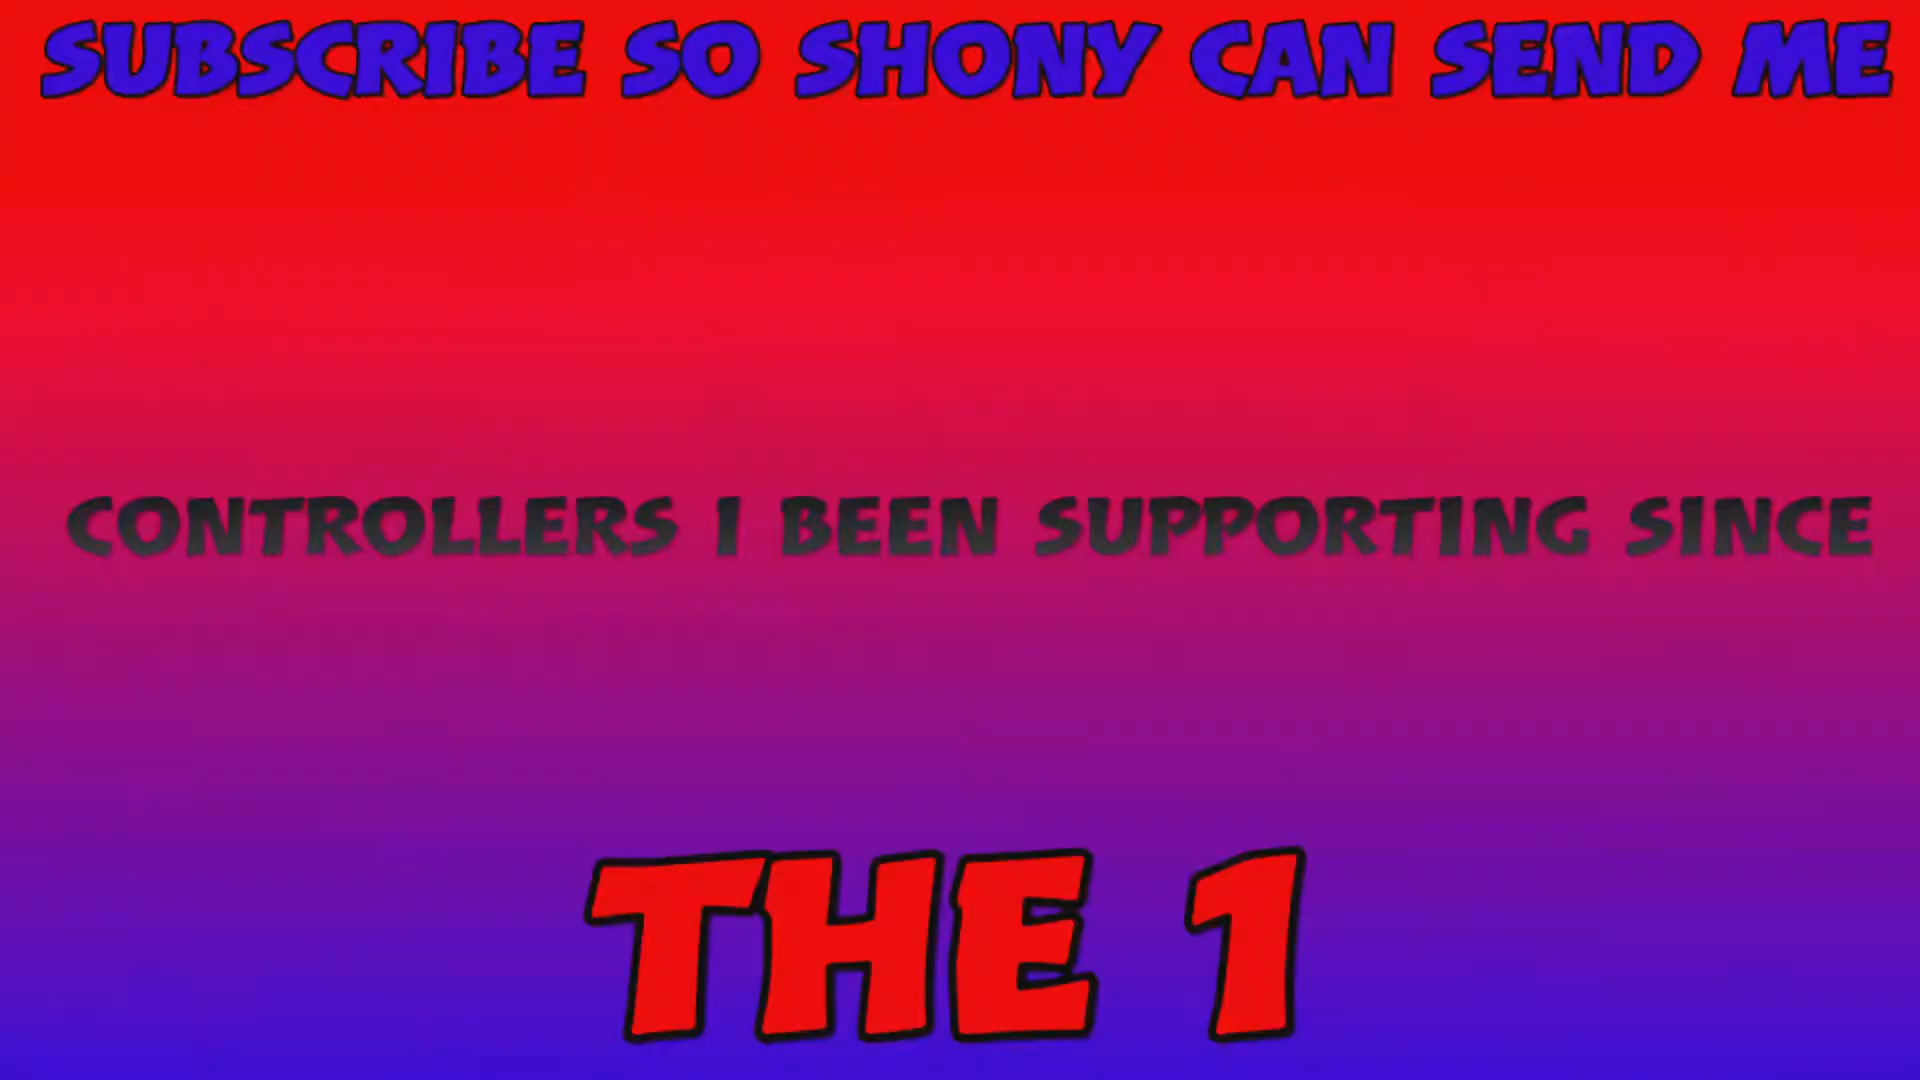 SUBSCRIBE SO SHONY CAN SEND ME
CONTROLLERS I BEEN SUPPORTING SINCE
THE 1